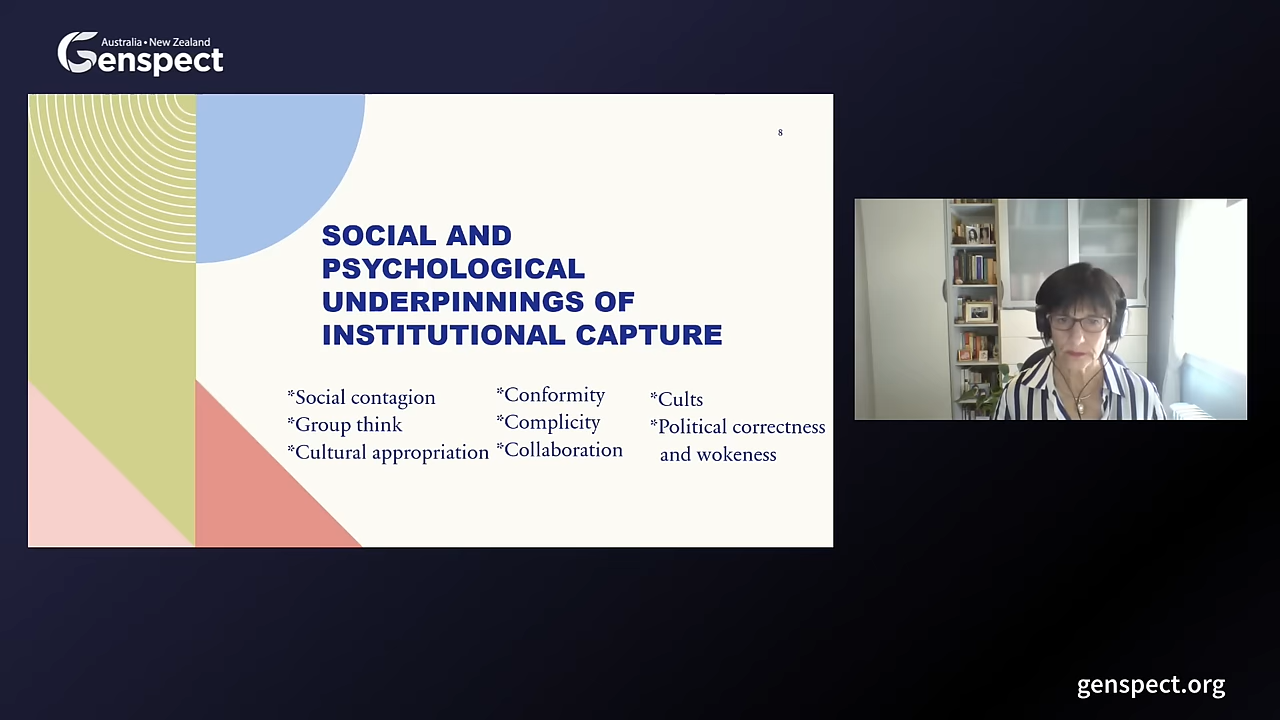 Australia • New Zealand
Genspect
8
SOCIAL AND
PSYCHOLOGICAL
UNDERPINNINGS OF
INSTITUTIONAL CAPTURE
*Social contagion
*Group think
*Cultural appropriation
*Conformity
*Complicity
*Collaboration
*Cults
*Political correctness
and wokeness
genspect.org